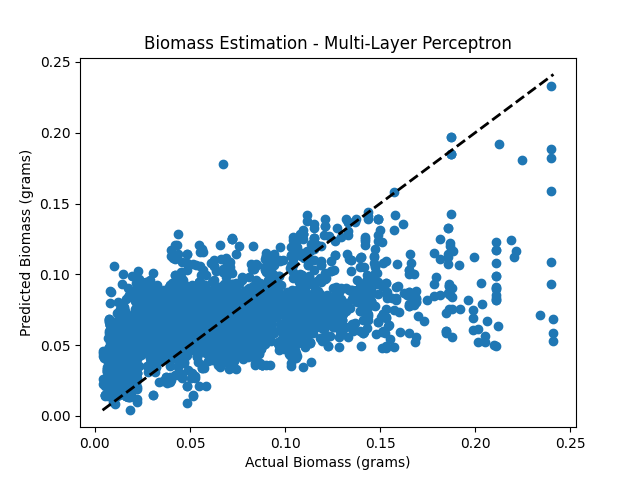 Biomass Estimation - Multi-Layer Perceptron
0.25
0.20
0.15
0.10
0.05
0.00
Predicted Biomass (grams)
0.00 0.05 0.10 0.15 0.20 0.25
Actual Biomass (grams)